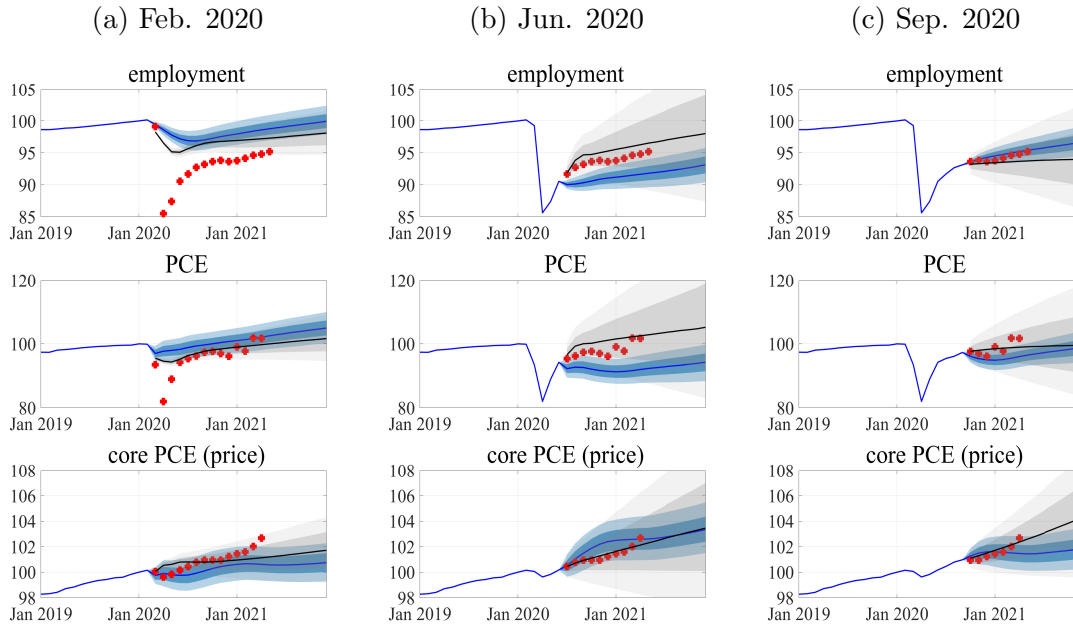 (a) Feb. 2020
(b) Jun. 2020
(c) Sep. 2020
employment
employment
employment
105
100
95
90
85
Jan 2019
Jan 2020
Jan 2021
105
100
95
90
85
Jan 2019
Jan 2020
Jan 2021
105
100
95
90
85
Jan 2019
Jan 2020
Jan 2021
PCE
PCE
PCE
120
100
80
Jan 2019
Jan 2020
Jan 2021
120
100
80
Jan 2019
Jan 2020
Jan 2021
120
100
80
Jan 2019
Jan 2020
Jan 2021
core PCE (price)
core PCE (price)
core PCE (price)
108
106
104
102
100
98
Jan 2019
Jan 2020
Jan 2021
108
106
104
102
100
98
Jan 2019
Jan 2020
Jan 2021
108
106
104
102
100
98
Jan 2019
Jan 2020
Jan 2021